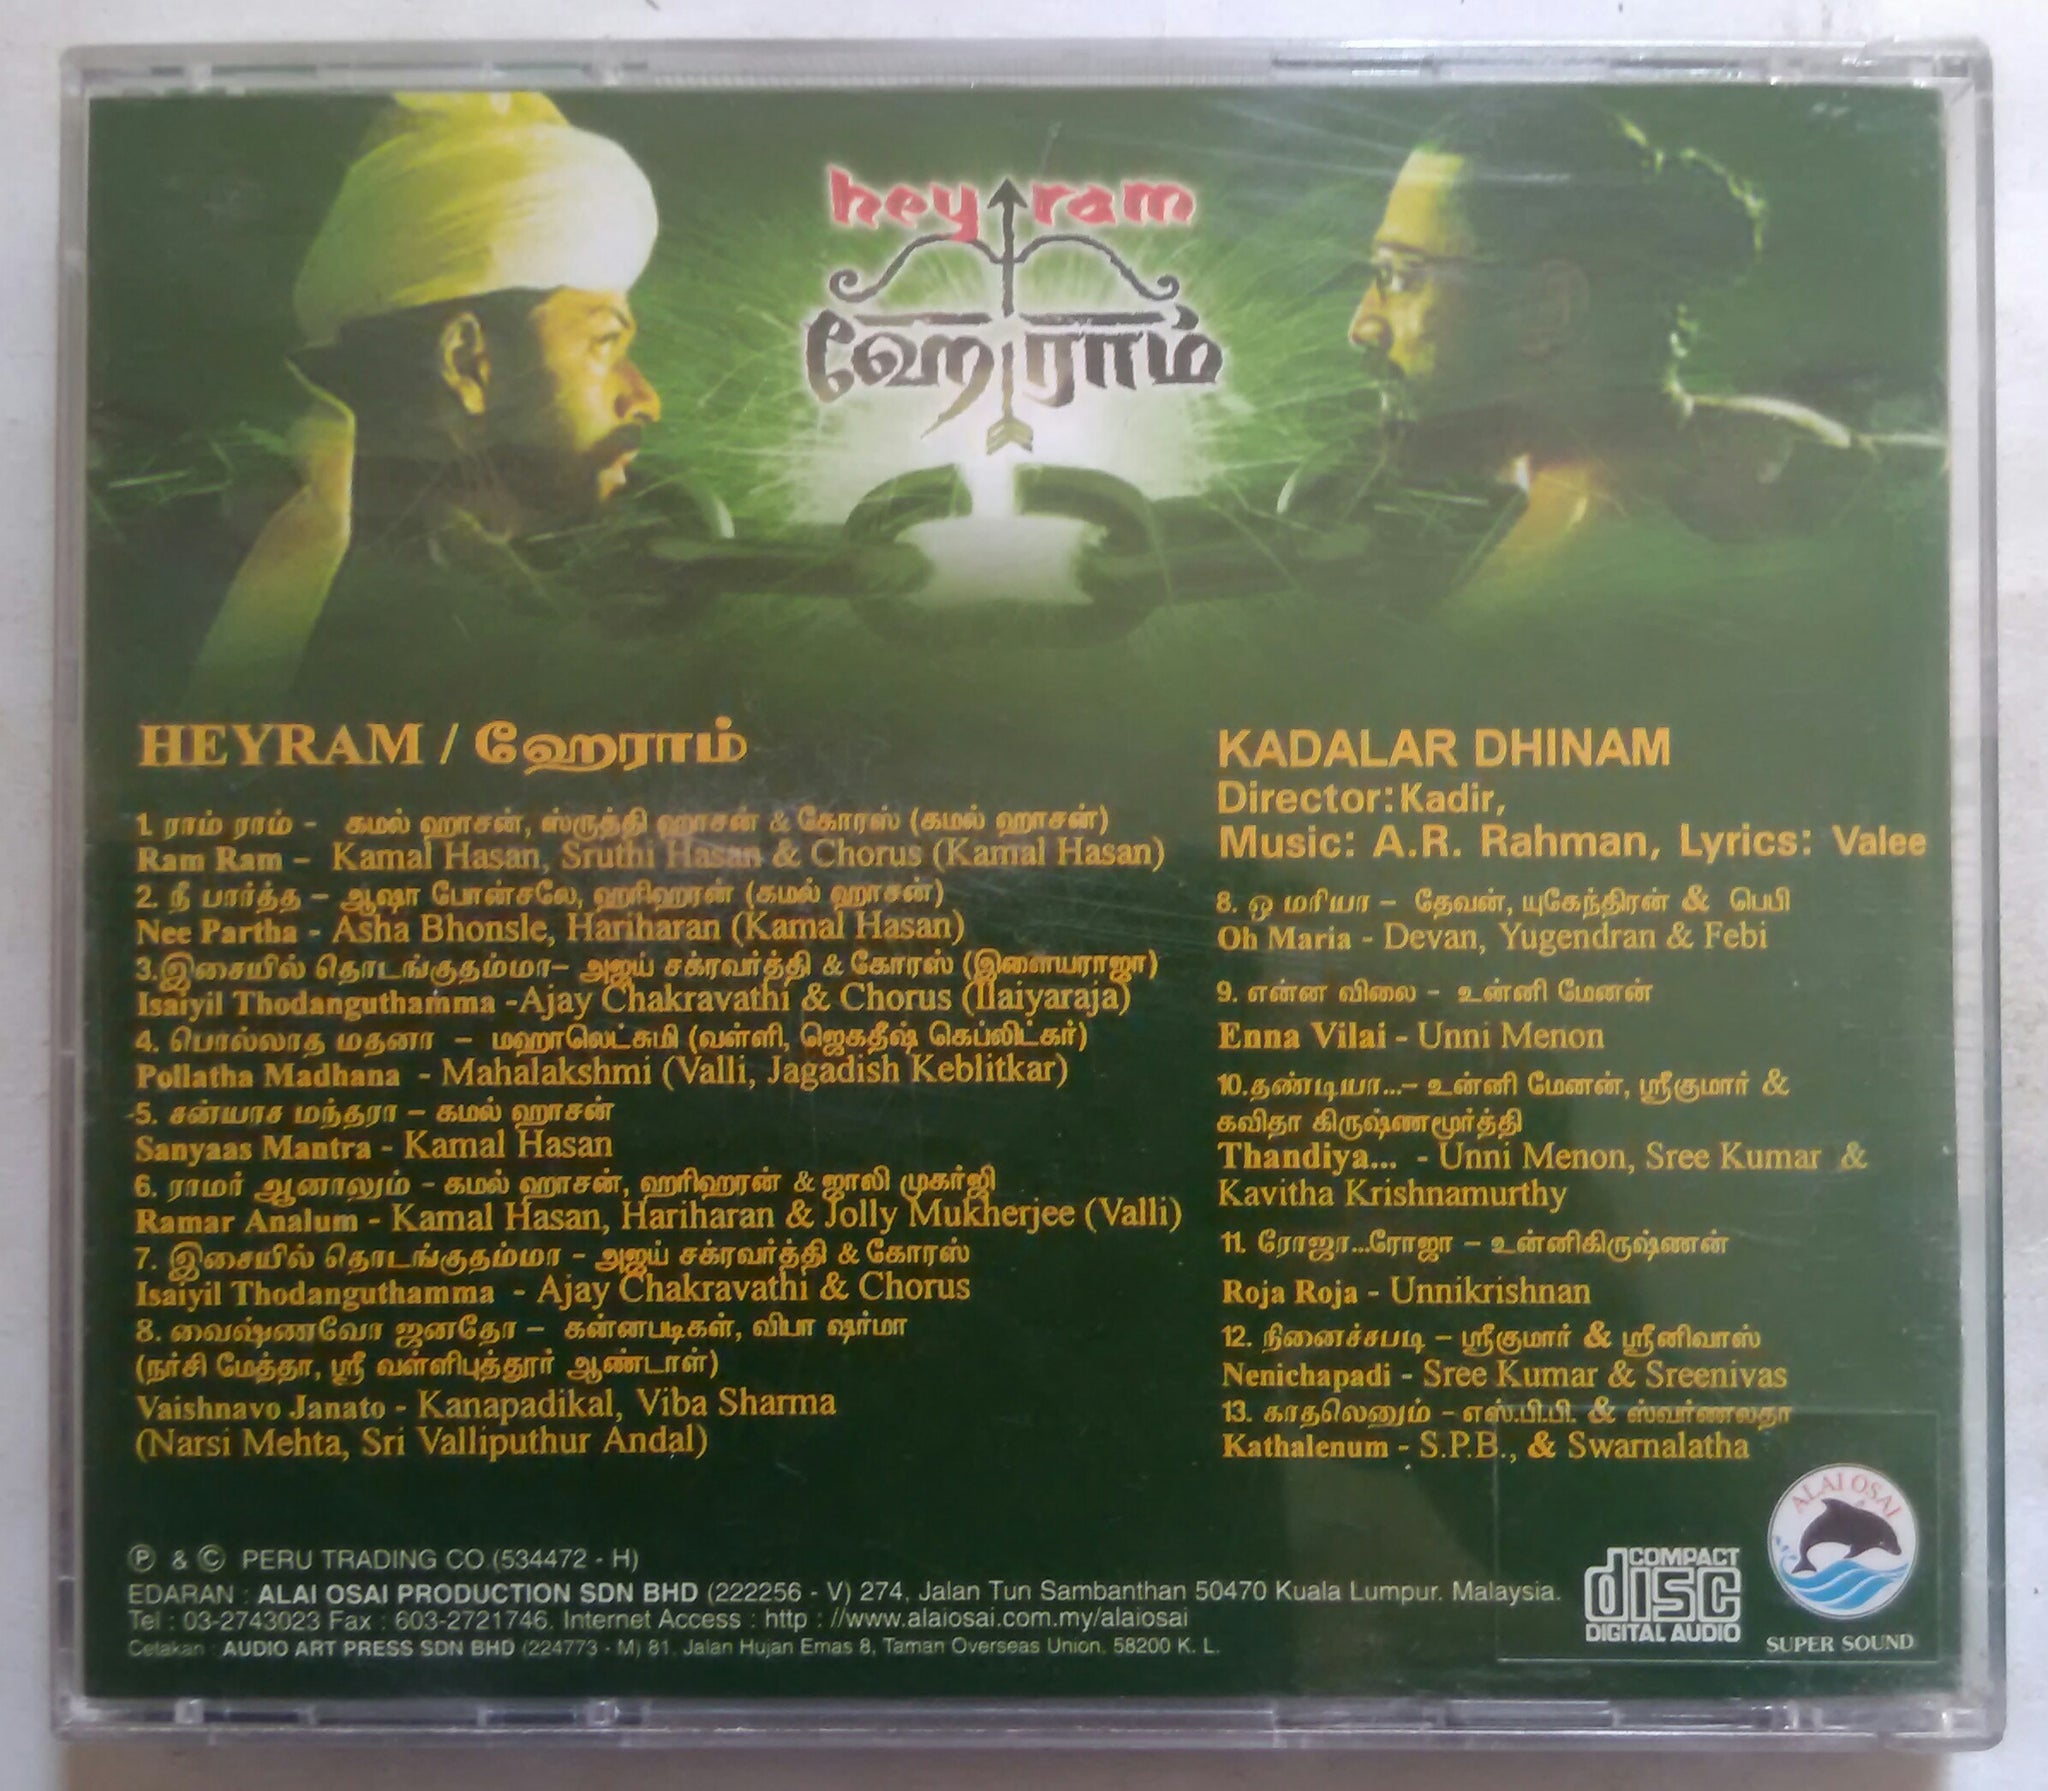 hey ram
ஹேராம்
HEYRAM / ஹேராம்
1. ராம் ராம் - கமல் ஹாசன், ஸ்ருத்தி ஹாசன் & கோரஸ் (கமல் ஹாசன்)
Ram Ram – Kamal Hasan, Sruthi Hasan & Chorus (Kamal Hasan)
2. நீ பார்த்த – ஆஷா போன்சலே, ஹரிஹரன் (கமல் ஹாசன்)
Nee Partha - Asha Bhonsle, Hariharan (Kamal Hasan)
3.இசையில் தொடங்குதம்மா– அஜய் சக்ரவர்த்தி & கோரஸ் (இளையராஜா)
Isaiyil Thodanguthamma -Ajay Chakravathi & Chorus (Ilaiyaraja)
4. பொல்லாத மதனா – மஹாலெட்சுமி (வள்ளி, ஜெகதீஷ் கெப்லிட்கர்)
Pollatha Madhana - Mahalakshmi (Valli, Jagadish Keblitkar)
5. சன்யாச மந்தரா – கமல் ஹாசன்
Sanyaas Mantra - Kamal Hasan
6. ராமர் ஆனாலும் - கமல் ஹாசன், ஹரிஹரன் & ஜாலி முகர்ஜி
Ramar Analum - Kamal Hasan, Hariharan & Jolly Mukherjee (Valli)
7. இசையில் தொடங்குதம்மா – அஜய் சக்ரவர்த்தி & கோரஸ்
Isaiyil Thodanguthamma - Ajay Chakravathi & Chorus
8. வைஷ்ணவோ ஜனதோ – கன்னபடிகள், விபா ஷர்மா
(நர்சி மேத்தா, ஸ்ரீ வள்ளிபுத்தூர் ஆண்டாள்)
Vaishnavo Janato - Kanapadikal, Viba Sharma
(Narsi Mehta, Sri Valliputhur Andal)
KADALAR DHINAM
Director:Kadir,
Music: A.R. Rahman, Lyrics: Valee
8. ஒ மரியா – தேவன், யுகேந்திரன் & பெபி
Oh Maria - Devan, Yugendran & Febi
9. என்ன விலை – உன்னி மேனன்
Enna Vilai - Unni Menon
10.தண்டியா...– உன்னி மேனன், ஸ்ரீகுமார் &
கவிதா கிருஷ்ணமூர்த்தி
Thandiya... - Unni Menon, Sree Kumar &
Kavitha Krishnamurthy
11. ரோஜா...ரோஜா – உன்னிகிருஷ்ணன்
Roja Roja - Unnikrishnan
12. நினைச்சபடி – ஸ்ரீகுமார் & ஸ்ரீனிவாஸ்
Nenichapadi - Sree Kumar & Sreenivas
13. காதலெனும் – எஸ்.பி.பி. & ஸ்வர்ணலதா
Kathalenum - S.P.B., & Swarnalatha
Ⓟ & © PERU TRADING CO.(534472 - H)
EDARAN : ALAI OSAI PRODUCTION SDN BHD (222256 - V) 274, Jalan Tun Sambanthan 50470 Kuala Lumpur. Malaysia.
Tel : 03-2743023 Fax : 603-2721746. Internet Access : http : //www.alaiosai.com.my/alaiosai
Cetakan : AUDIO ART PRESS SDN BHD (224773 - M) 81, Jalan Hujan Emas 8, Taman Overseas Union, 58200 K. L.
COMPACT
disc
DIGITAL AUDIO
ALAI OSAI
SUPER SOUND